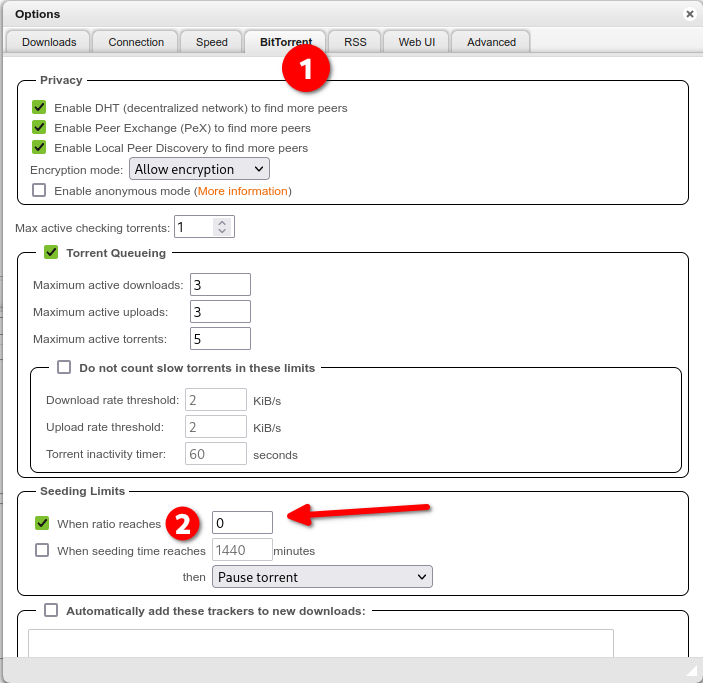 Options
Downloads Connection Speed BitTorrent RSS Web UI Advanced
1
Privacy
Enable DHT (decentralized network) to find more peers
Enable Peer Exchange (PeX) to find more peers
Enable Local Peer Discovery to find more peers
Encryption mode: Allow encryption
Enable anonymous mode (More information)
Max active checking torrents: 1
Torrent Queueing
Maximum active downloads: 3
Maximum active uploads: 3
Maximum active torrents: 5
Do not count slow torrents in these limits
Download rate threshold: 2 KiB/s
Upload rate threshold: 2 KiB/s
Torrent inactivity timer: 60 seconds
Seeding Limits
When ratio reaches 2 0
When seeding time reaches 1440 minutes
then Pause torrent
Automatically add these trackers to new downloads: